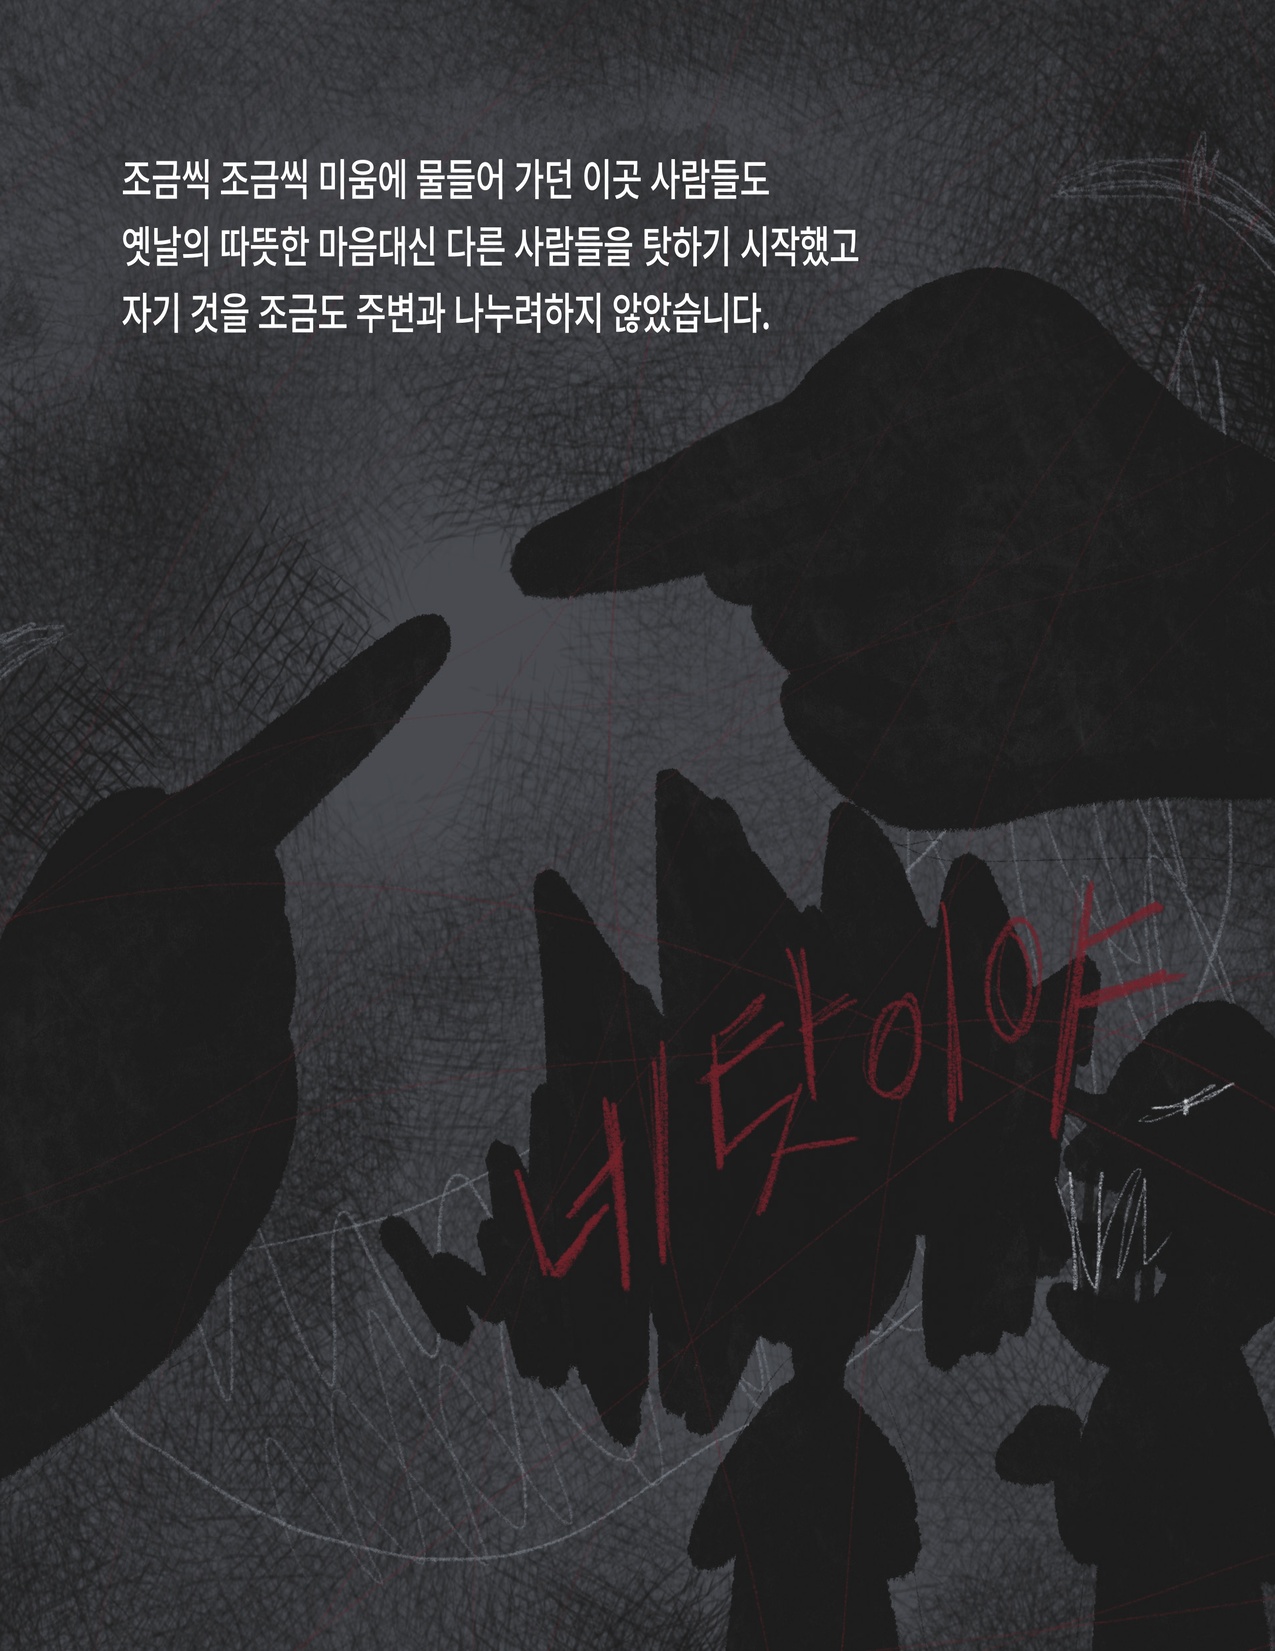 조금씩 조금씩 미움에 물들어 가던 이곳 사람들도
옛날의 따뜻한 마음대신 다른 사람들을 탓하기 시작했고
자기 것을 조금도 주변과 나누려하지 않았습니다.
네 탓이야